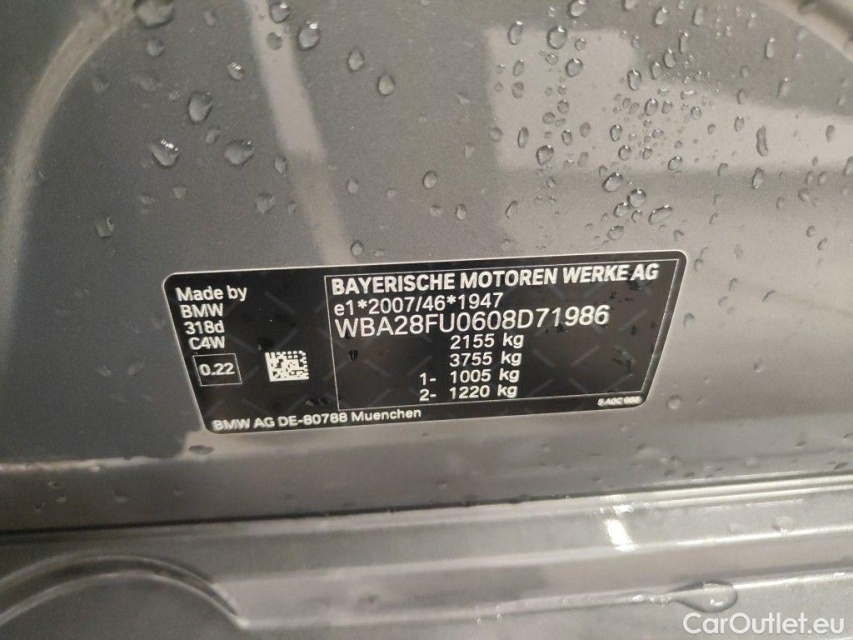 Made by
BMW
318d
C4W
0.22
BAYERISCHE MOTOREN WERKE AG
e1*2007/46*1947
WBA28FU0608D71986
2155 kg
3755 kg
1- 1005 kg
2- 1220 kg
BMW AG DE-80788 Muenchen
CarOutlet.eu